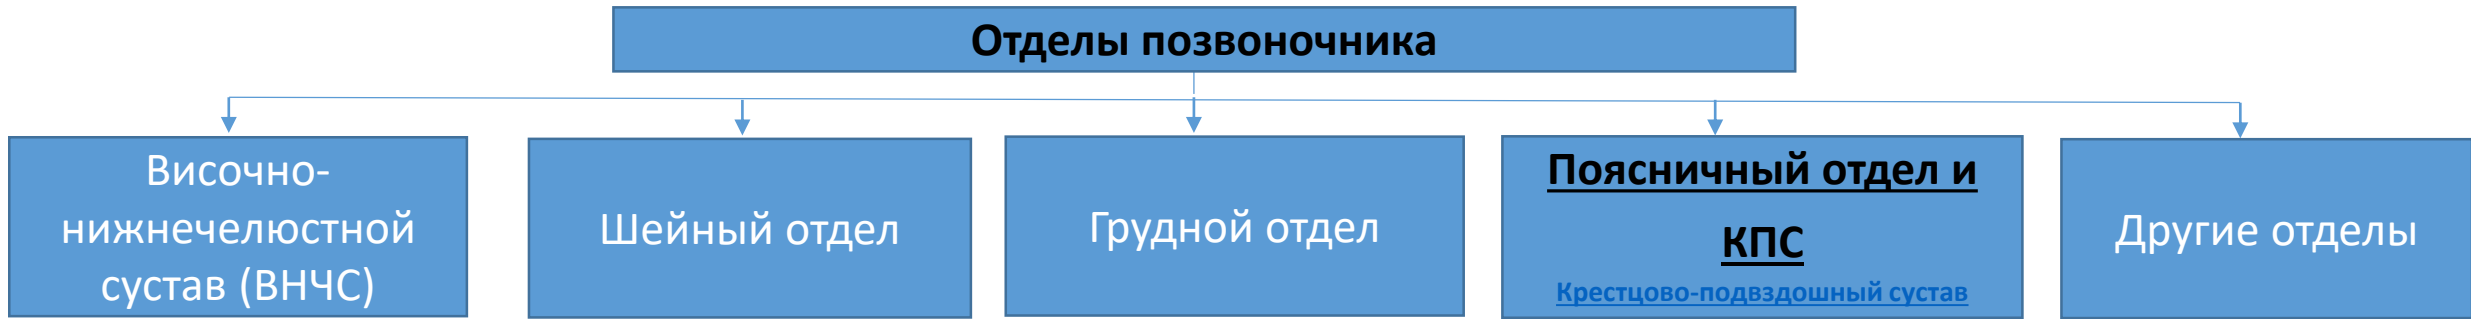 Отделы позвоночника
Височно-
нижнечелюстной
сустав (ВНЧС)
Шейный отдел
Грудной отдел
Поясничный отдел и
КПС
Крестцово-подвздошный сустав
Другие отделы